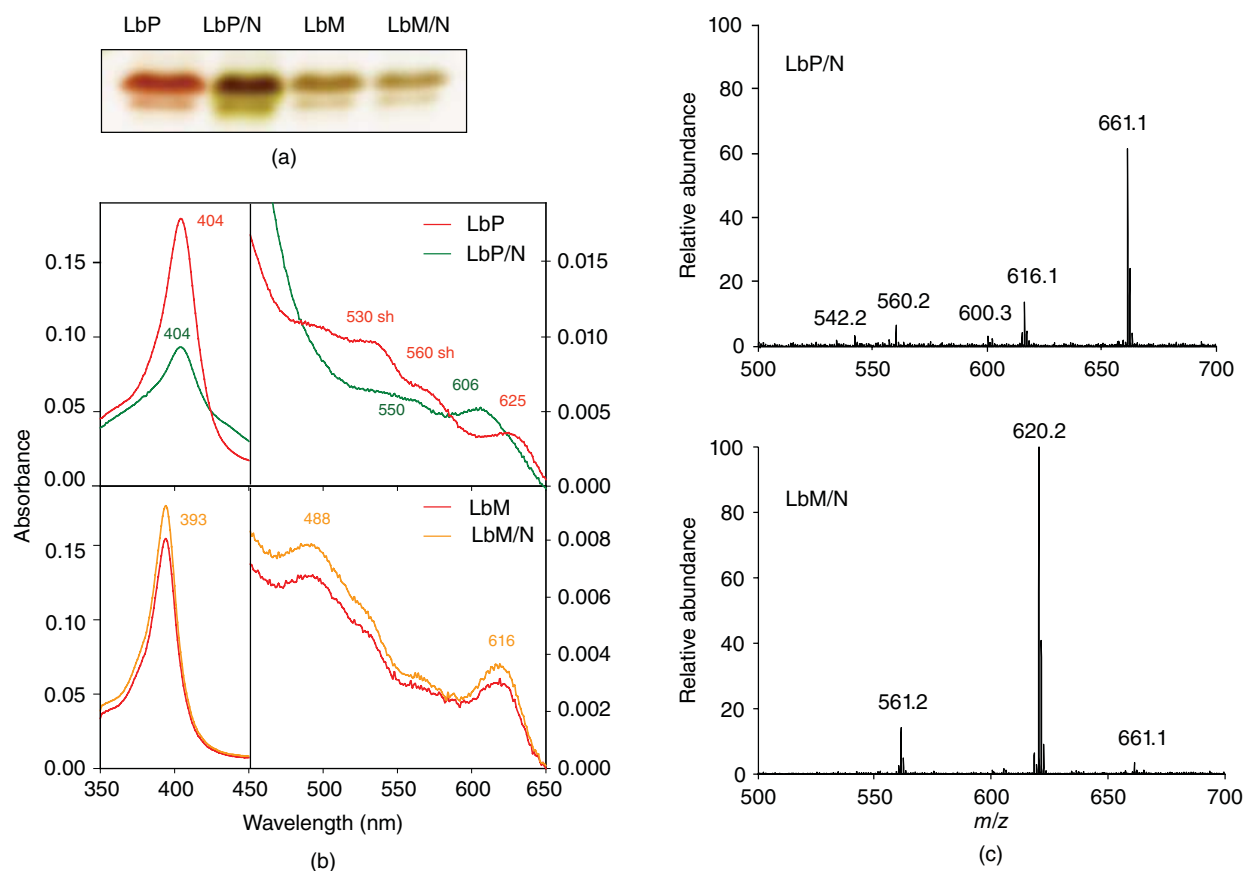 LbP LbP/N LbM LbM/N
(a)
Absorbance
0.15
0.10
0.05
0.00
404
404
LbP
LbP/N
530 sh
560 sh
550
606
625
0.015
0.010
0.005
0.000
0.15
0.10
0.05
0.00
393
LbM
LbM/N
488
616
0.008
0.006
0.004
0.002
0.000
350 400 450 500 550 600 650
Wavelength (nm)
(b)
Relative abundance
100
80
60
40
20
0
LbP/N
542.2
560.2
600.3
616.1
661.1
500 550 600 650 700
Relative abundance
100
80
60
40
20
0
LbM/N
561.2
620.2
661.1
500 550 600 650 700
m/z
(c)